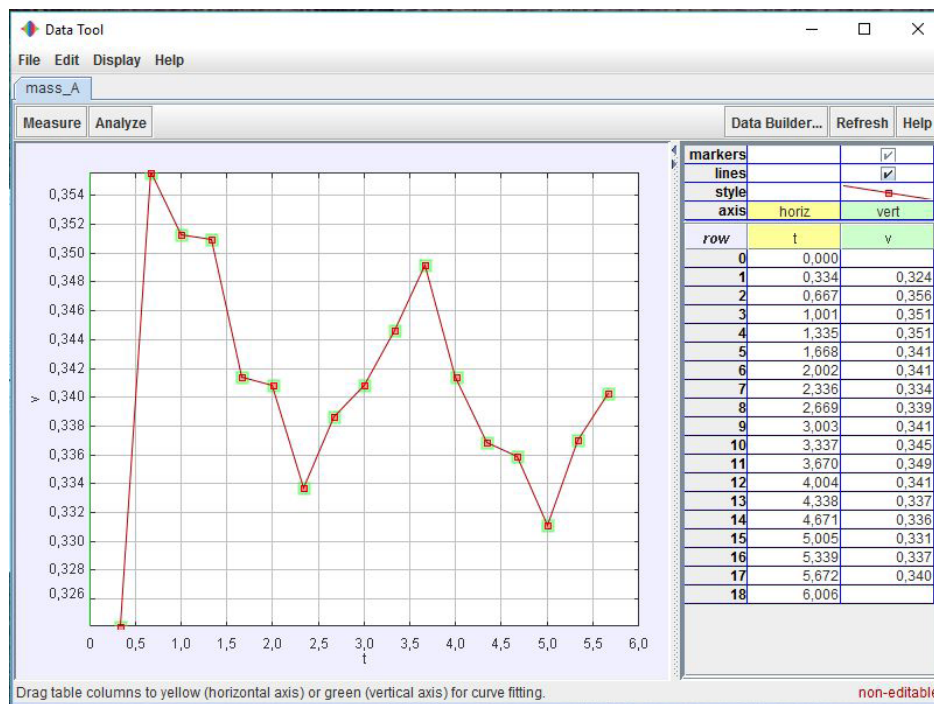 Data Tool
File Edit Display Help
mass_A
Measure Analyze Data Builder... Refresh Help
0,354
0,352
0,350
0,348
0,346
0,344
0,342
0,340
0,338
0,336
0,334
0,332
0,330
0,328
0,326
v
0 0,5 1,0 1,5 2,0 2,5 3,0 3,5 4,0 4,5 5,0 5,5 6,0
t
markers
lines
style
axis horiz vert
row t v
0 0,000
1 0,334 0,324
2 0,667 0,356
3 1,001 0,351
4 1,335 0,351
5 1,668 0,341
6 2,002 0,341
7 2,336 0,334
8 2,669 0,339
9 3,003 0,341
10 3,337 0,345
11 3,670 0,349
12 4,004 0,341
13 4,338 0,337
14 4,671 0,336
15 5,005 0,331
16 5,339 0,337
17 5,672 0,340
18 6,006
Drag table columns to yellow (horizontal axis) or green (vertical axis) for curve fitting. non-editable